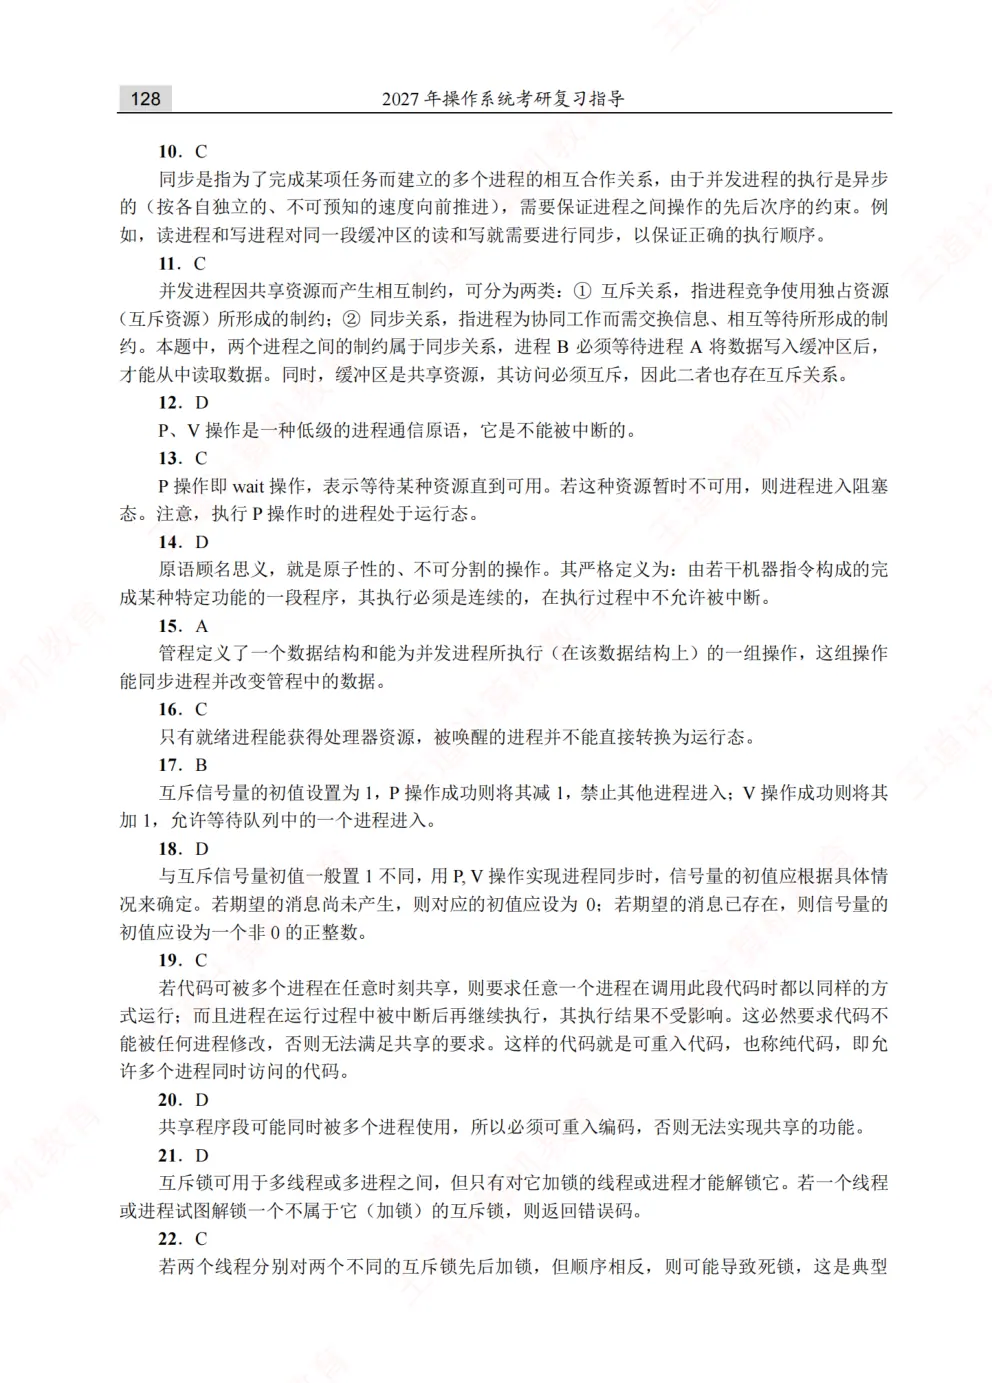 128
2027 年操作系统考研复习指导
10．C
同步是指为了完成某项任务而建立的多个进程的相互合作关系，由于并发进程的执行是异步
的（按各自独立的、不可预知的速度向前推进），需要保证进程之间操作的先后次序的约束。例
如，读进程和写进程对同一段缓冲区的读和写就需要进行同步，以保证正确的执行顺序。
11．C
并发进程因共享资源而产生相互制约，可分为两类：① 互斥关系，指进程竞争使用独占资源
（互斥资源）所形成的制约；② 同步关系，指进程为协同工作而需交换信息、相互等待所形成的制
约。本题中，两个进程之间的制约属于同步关系，进程 B 必须等待进程 A 将数据写入缓冲区后，
才能从中读取数据。同时，缓冲区是共享资源，其访问必须互斥，因此二者也存在互斥关系。
12．D
P、V 操作是一种低级的进程通信原语，它是不能被中断的。
13．C
P 操作即 wait 操作，表示等待某种资源直到可用。若这种资源暂时不可用，则进程进入阻塞
态。注意，执行 P 操作时的进程处于运行态。
14．D
原语顾名思义，就是原子性的、不可分割的操作。其严格定义为：由若干机器指令构成的完
成某种特定功能的一段程序，其执行必须是连续的，在执行过程中不允许被中断。
15．A
管程定义了一个数据结构和能为并发进程所执行（在该数据结构上）的一组操作，这组操作
能同步进程并改变管程中的数据。
16．C
只有就绪进程能获得处理器资源，被唤醒的进程并不能直接转换为运行态。
17．B
互斥信号量的初值设置为 1，P 操作成功则将其减 1，禁止其他进程进入；V 操作成功则将其
加 1，允许等待队列中的一个进程进入。
18．D
与互斥信号量初值一般置 1 不同，用 P, V 操作实现进程同步时，信号量的初值应根据具体情
况来确定。若期望的消息尚未产生，则对应的初值应设为 0；若期望的消息已存在，则信号量的
初值应设为一个非 0 的正整数。
19．C
若代码可被多个进程在任意时刻共享，则要求任意一个进程在调用此段代码时都以同样的方
式运行；而且进程在运行过程中被中断后再继续执行，其执行结果不受影响。这必然要求代码不
能被任何进程修改，否则无法满足共享的要求。这样的代码就是可重入代码，也称纯代码，即允
许多个进程同时访问的代码。
20．D
共享程序段可能同时被多个进程使用，所以必须可重入编码，否则无法实现共享的功能。
21．D
互斥锁可用于多线程或多进程之间，但只有对它加锁的线程或进程才能解锁它。若一个线程
或进程试图解锁一个不属于它（加锁）的互斥锁，则返回错误码。
22．C
若两个线程分别对两个不同的互斥锁先后加锁，但顺序相反，则可能导致死锁，这是典型